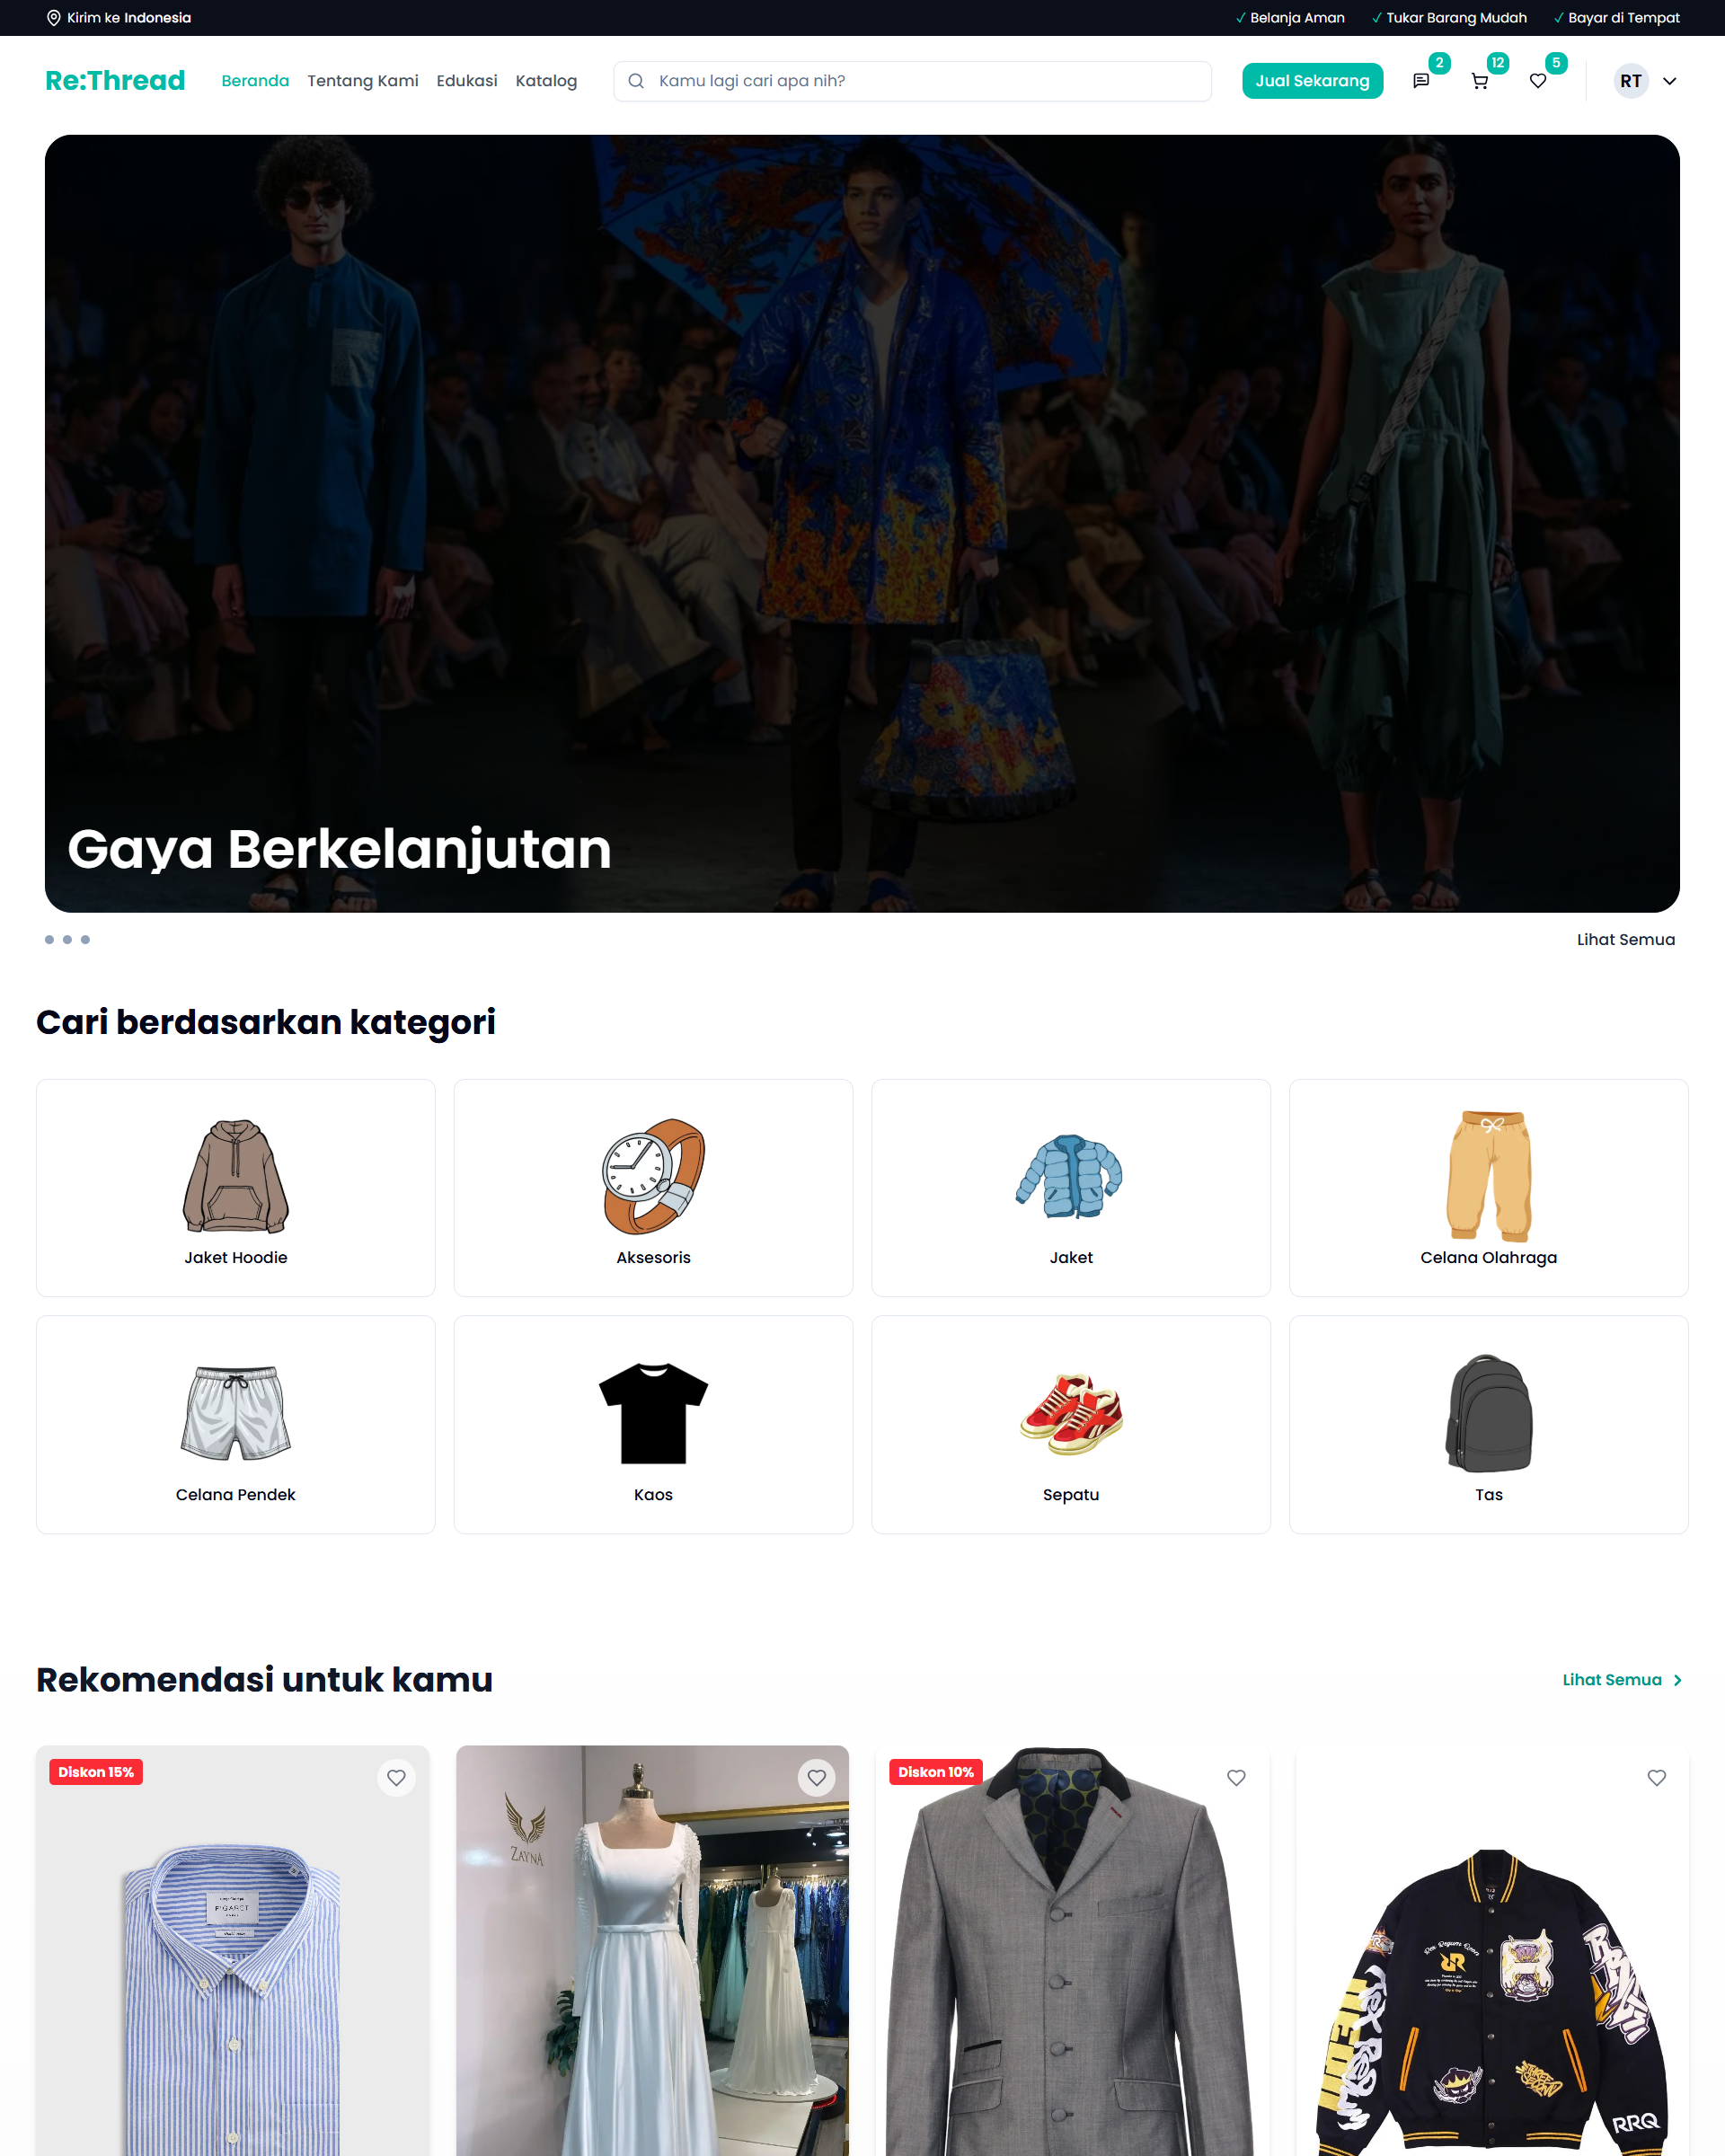 Kirim ke Indonesia
✓ Belanja Aman ✓ Tukar Barang Mudah ✓ Bayar di Tempat
Re:Thread Beranda Tentang Kami Edukasi Katalog Kamu lagi cari apa nih? Jual Sekarang 2 12 5 RT
Gaya Berkelanjutan
Lihat Semua
Cari berdasarkan kategori
Jaket Hoodie Aksesoris Jaket Celana Olahraga
Celana Pendek Kaos Sepatu Tas
Rekomendasi untuk kamu Lihat Semua
Diskon 15% Diskon 10%
ZAYNA
RRQ